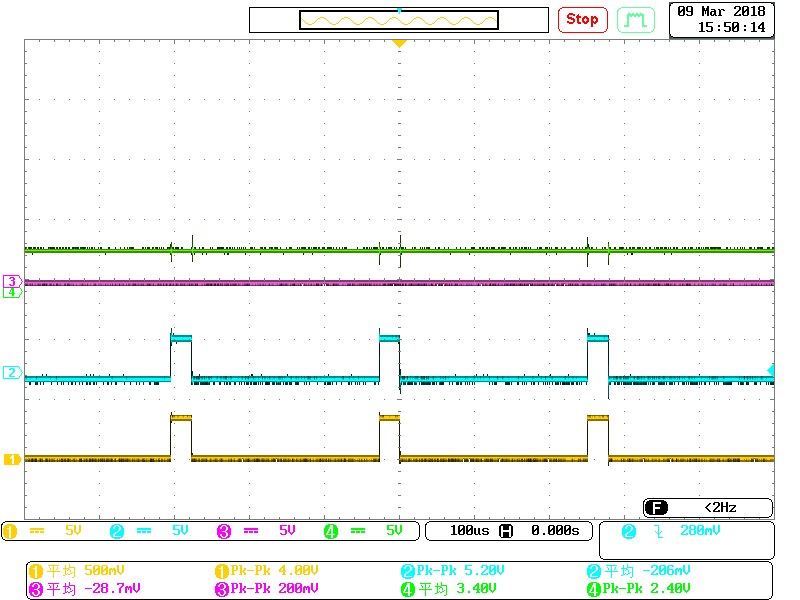 Stop
09 Mar 2018
15:50:14
3
4
2
1
F <2Hz
1 5V 2 5V 3 5V 4 5V 100us H 0.000s 2 280mV
1 平均 500mV 1 Pk-Pk 4.00V 2 Pk-Pk 5.20V 2 平均 -206mV
3 平均 -28.7mV 3 Pk-Pk 200mV 4 平均 3.40V 4 Pk-Pk 2.40V